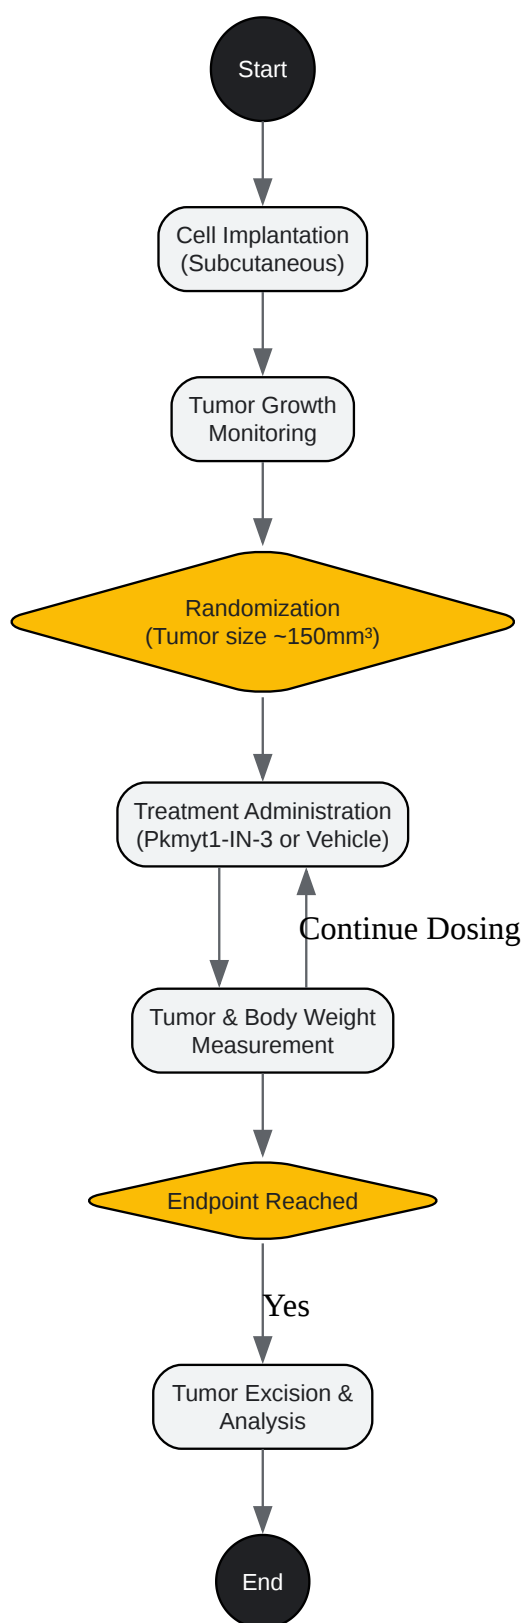 Start
Cell Implantation
(Subcutaneous)
Tumor Growth
Monitoring
Randomization
(Tumor size ~150mm³)
Treatment Administration
(Pkmyt1-IN-3 or Vehicle)
Continue Dosing
Tumor & Body Weight
Measurement
Endpoint Reached
Yes
Tumor Excision &
Analysis
End